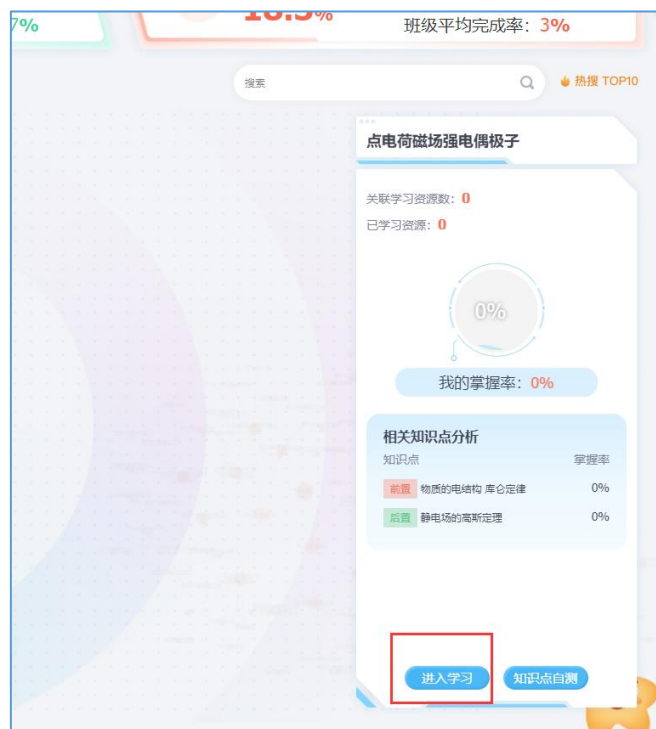 7%
18.5%
班级平均完成率：3%
搜索
热搜 TOP10
点电荷磁场强电偶极子
关联学习资源数：0
已学习资源：0
0%
我的掌握率：0%
相关知识点分析
知识点 掌握率
前置 物质的电结构 库仑定律 0%
后置 静电场的高斯定理 0%
进入学习 知识点自测